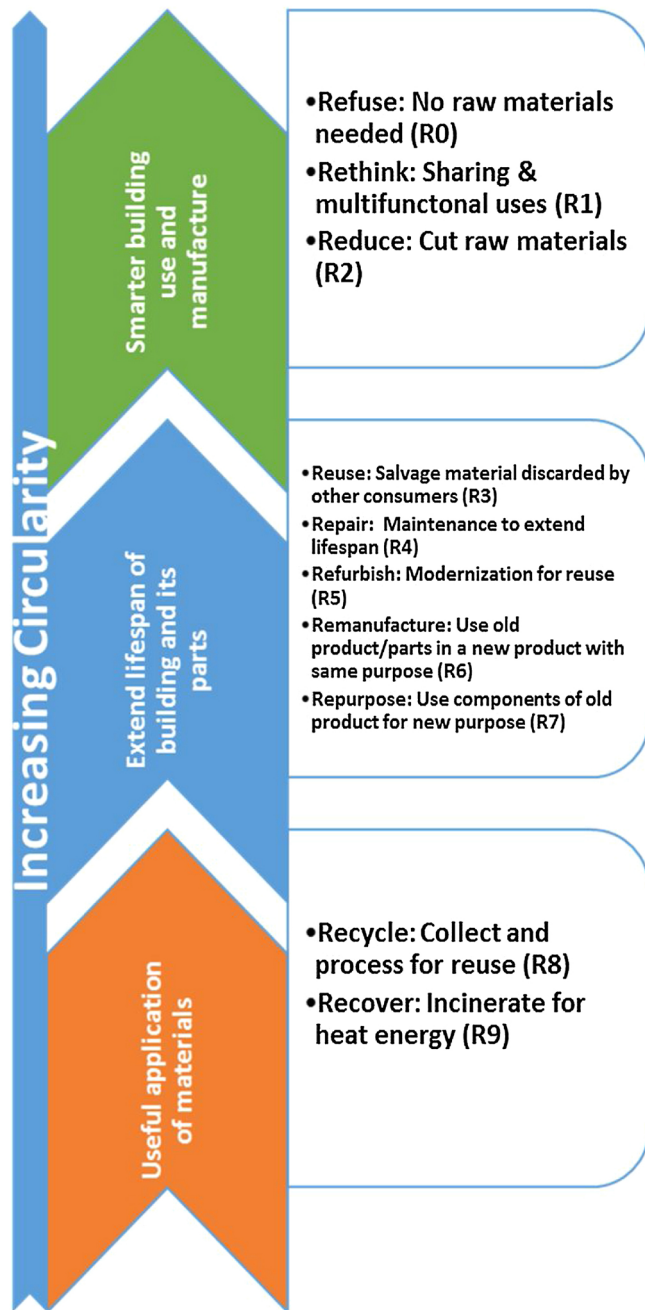 Increasing Circularity
Smarter building
use and
manufacture
•Refuse: No raw materials
needed (R0)
•Rethink: Sharing &
multifunctonal uses (R1)
•Reduce: Cut raw materials
(R2)
Extend lifespan of
building and its
parts
•Reuse: Salvage material discarded by
other consumers (R3)
•Repair: Maintenance to extend
lifespan (R4)
•Refurbish: Modernization for reuse
(R5)
•Remanufacture: Use old
product/parts in a new product with
same purpose (R6)
•Repurpose: Use components of old
product for new purpose (R7)
Useful application
of materials
•Recycle: Collect and
process for reuse (R8)
•Recover: Incinerate for
heat energy (R9)